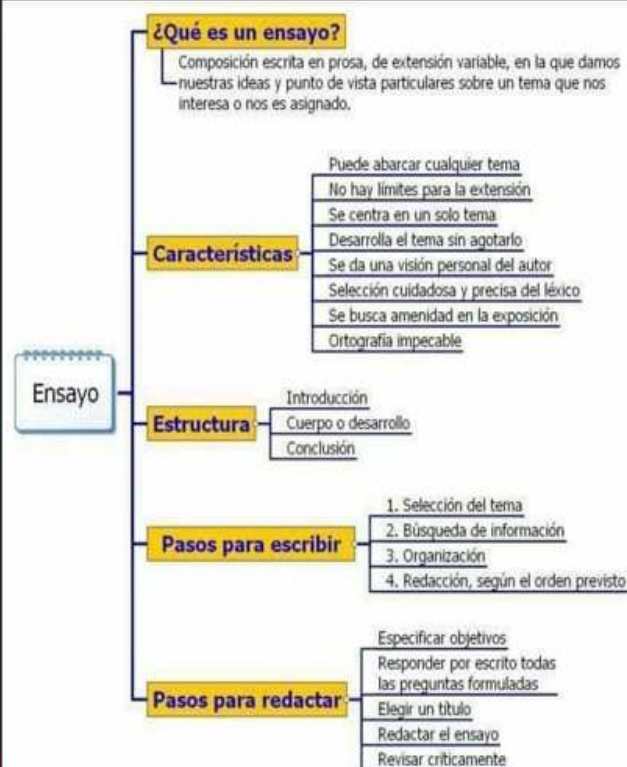 ¿Qué es un ensayo?
Composición escrita en prosa, de extensión variable, en la que damos
nuestras ideas y punto de vista particulares sobre un tema que nos
interesa o nos es asignado.
Ensayo
Características
Puede abarcar cualquier tema
No hay límites para la extensión
Se centra en un solo tema
Desarrolla el tema sin agotarlo
Se da una visión personal del autor
Selección cuidadosa y precisa del léxico
Se busca amenidad en la exposición
Ortografía impecable
Estructura
Introducción
Cuerpo o desarrollo
Conclusión
Pasos para escribir
1. Selección del tema
2. Búsqueda de información
3. Organización
4. Redacción, según el orden previsto
Pasos para redactar
Especificar objetivos
Responder por escrito todas
las preguntas formuladas
Elegir un título
Redactar el ensayo
Revisar críticamente